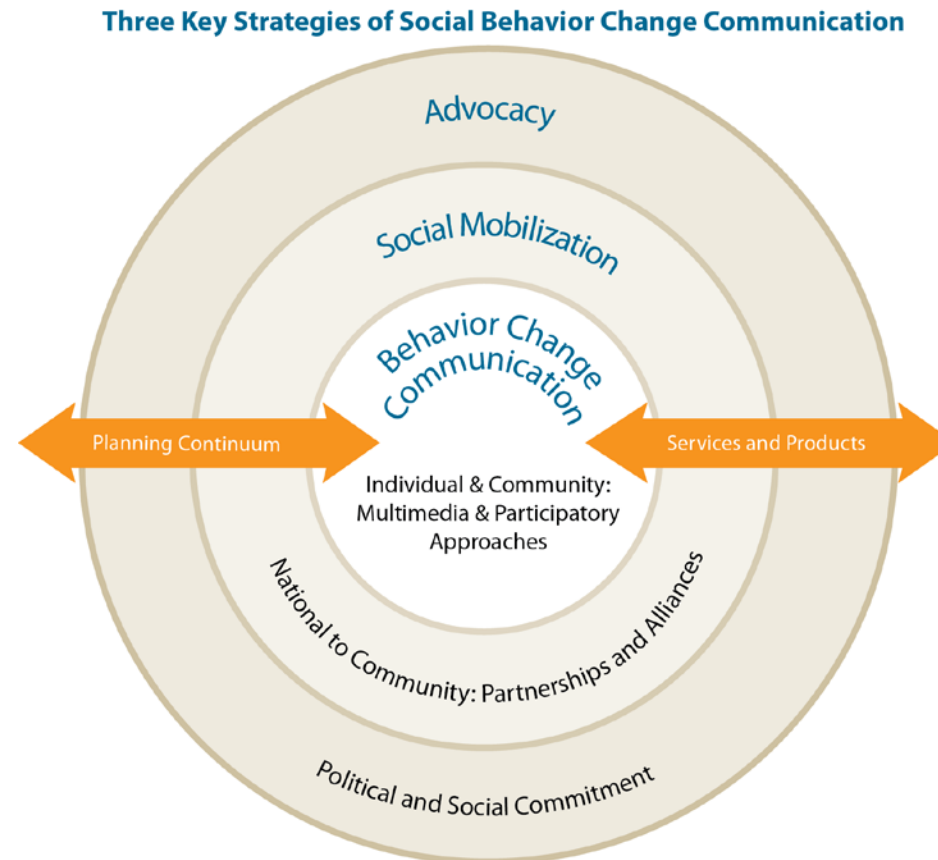 Three Key Strategies of Social Behavior Change Communication
Advocacy
Social Mobilization
Behavior Change
Communication
Planning Continuum
Services and Products
Individual & Community:
Multimedia & Participatory
Approaches
National to Community: Partnerships and Alliances
Political and Social Commitment